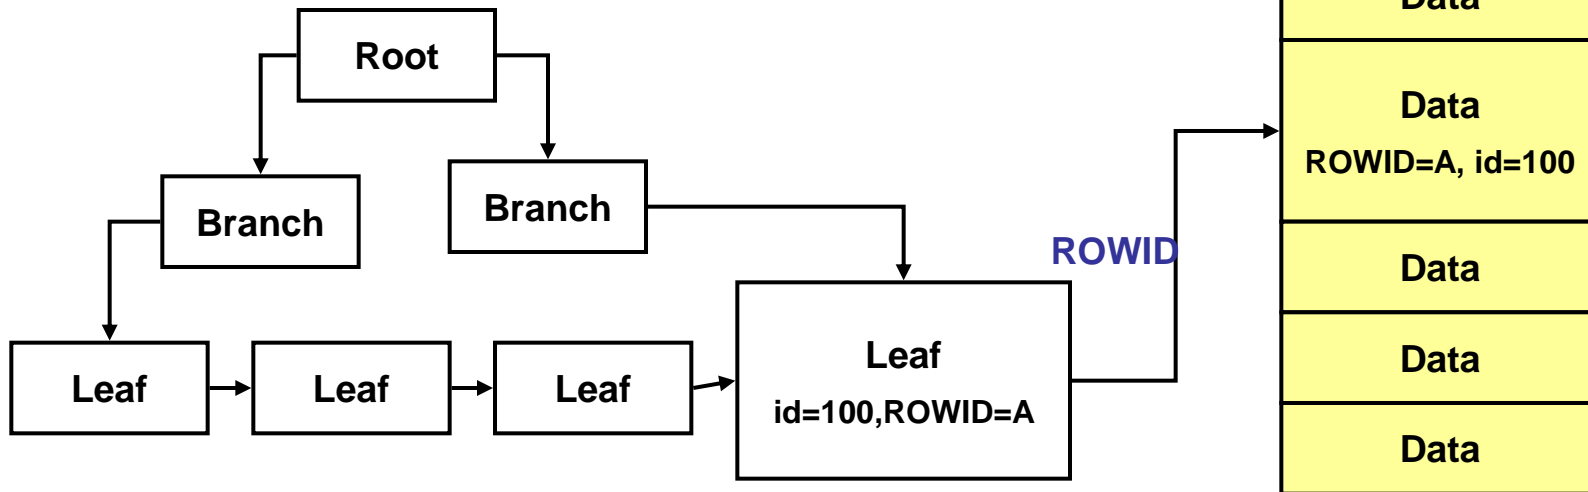 Data
Root
Data
ROWID=A, id=100
Branch
Branch
ROWID
Data
Leaf
Leaf
Leaf
Leaf
id=100,ROWID=A
Data
Data